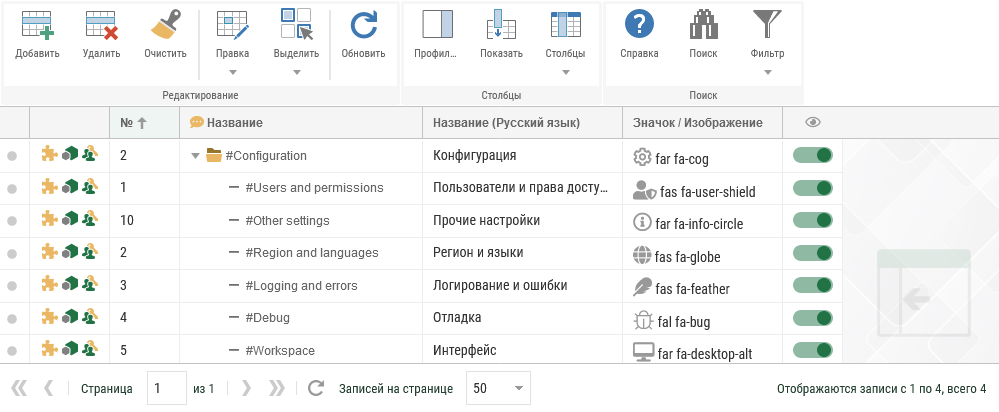 Добавить Удалить Очистить Правка Выделить Обновить Профил... Показать Столбцы Справка Поиск Фильтр
Редактирование Столбцы Поиск
№ Название Название (Русский язык) Значок / Изображение
2 #Configuration Конфигурация far fa-cog
1 #Users and permissions Пользователи и права досту... fas fa-user-shield
10 #Other settings Прочие настройки far fa-info-circle
2 #Region and languages Регион и языки fas fa-globe
3 #Logging and errors Логирование и ошибки fas fa-feather
4 #Debug Отладка fal fa-bug
5 #Workspace Интерфейс far fa-desktop-alt
Страница 1 из 1 Записей на странице 50 Отображаются записи с 1 по 4, всего 4